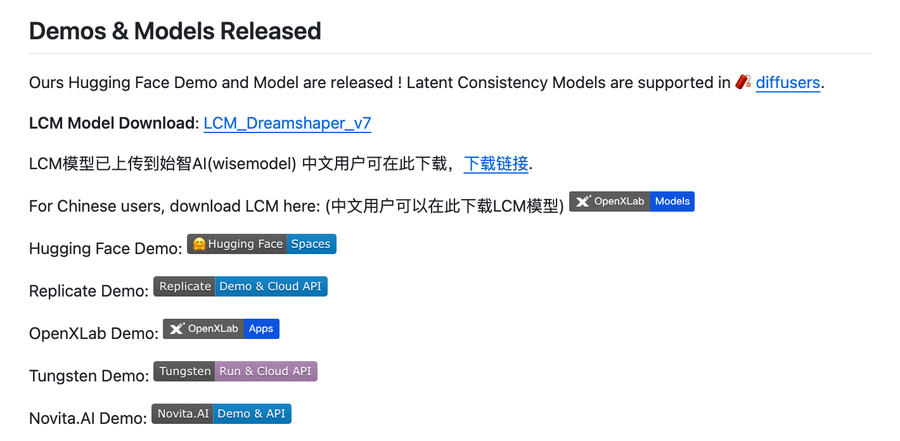 Demos & Models Released
Ours Hugging Face Demo and Model are released ! Latent Consistency Models are supported in 🧨 diffusers.
LCM Model Download: LCM_Dreamshaper_v7
LCM模型已上传到始智AI(wisemodel) 中文用户可在此下载，下载链接.
For Chinese users, download LCM here: (中文用户可以在此下载LCM模型) OpenXLab Models
Hugging Face Demo: 🤗 Hugging Face Spaces
Replicate Demo: Replicate Demo & Cloud API
OpenXLab Demo: OpenXLab Apps
Tungsten Demo: Tungsten Run & Cloud API
Novita.AI Demo: Novita.AI Demo & API